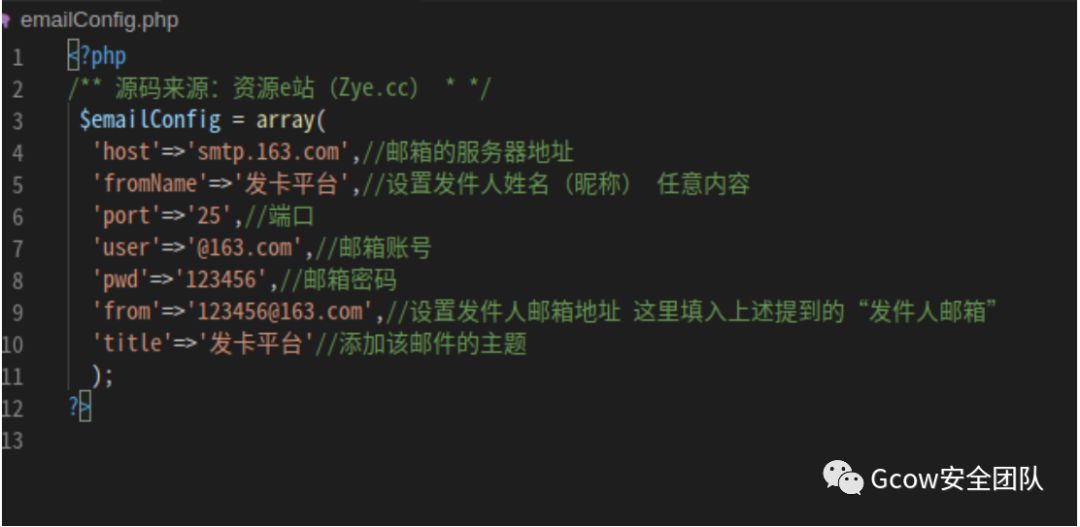 emailConfig.php
1 <?php
2 /** 源码来源：资源e站（Zye.cc） * */
3 $emailConfig = array(
4 'host'=>'smtp.163.com',//邮箱的服务器地址
5 'fromName'=>'发卡平台',//设置发件人姓名（昵称） 任意内容
6 'port'=>'25',//端口
7 'user'=>'@163.com',//邮箱账号
8 'pwd'=>'123456',//邮箱密码
9 'from'=>'123456@163.com',//设置发件人邮箱地址 这里填入上述提到的“发件人邮箱”
10 'title'=>'发卡平台'//添加该邮件的主题
11 );
12 ?>
13
Gcow安全团队